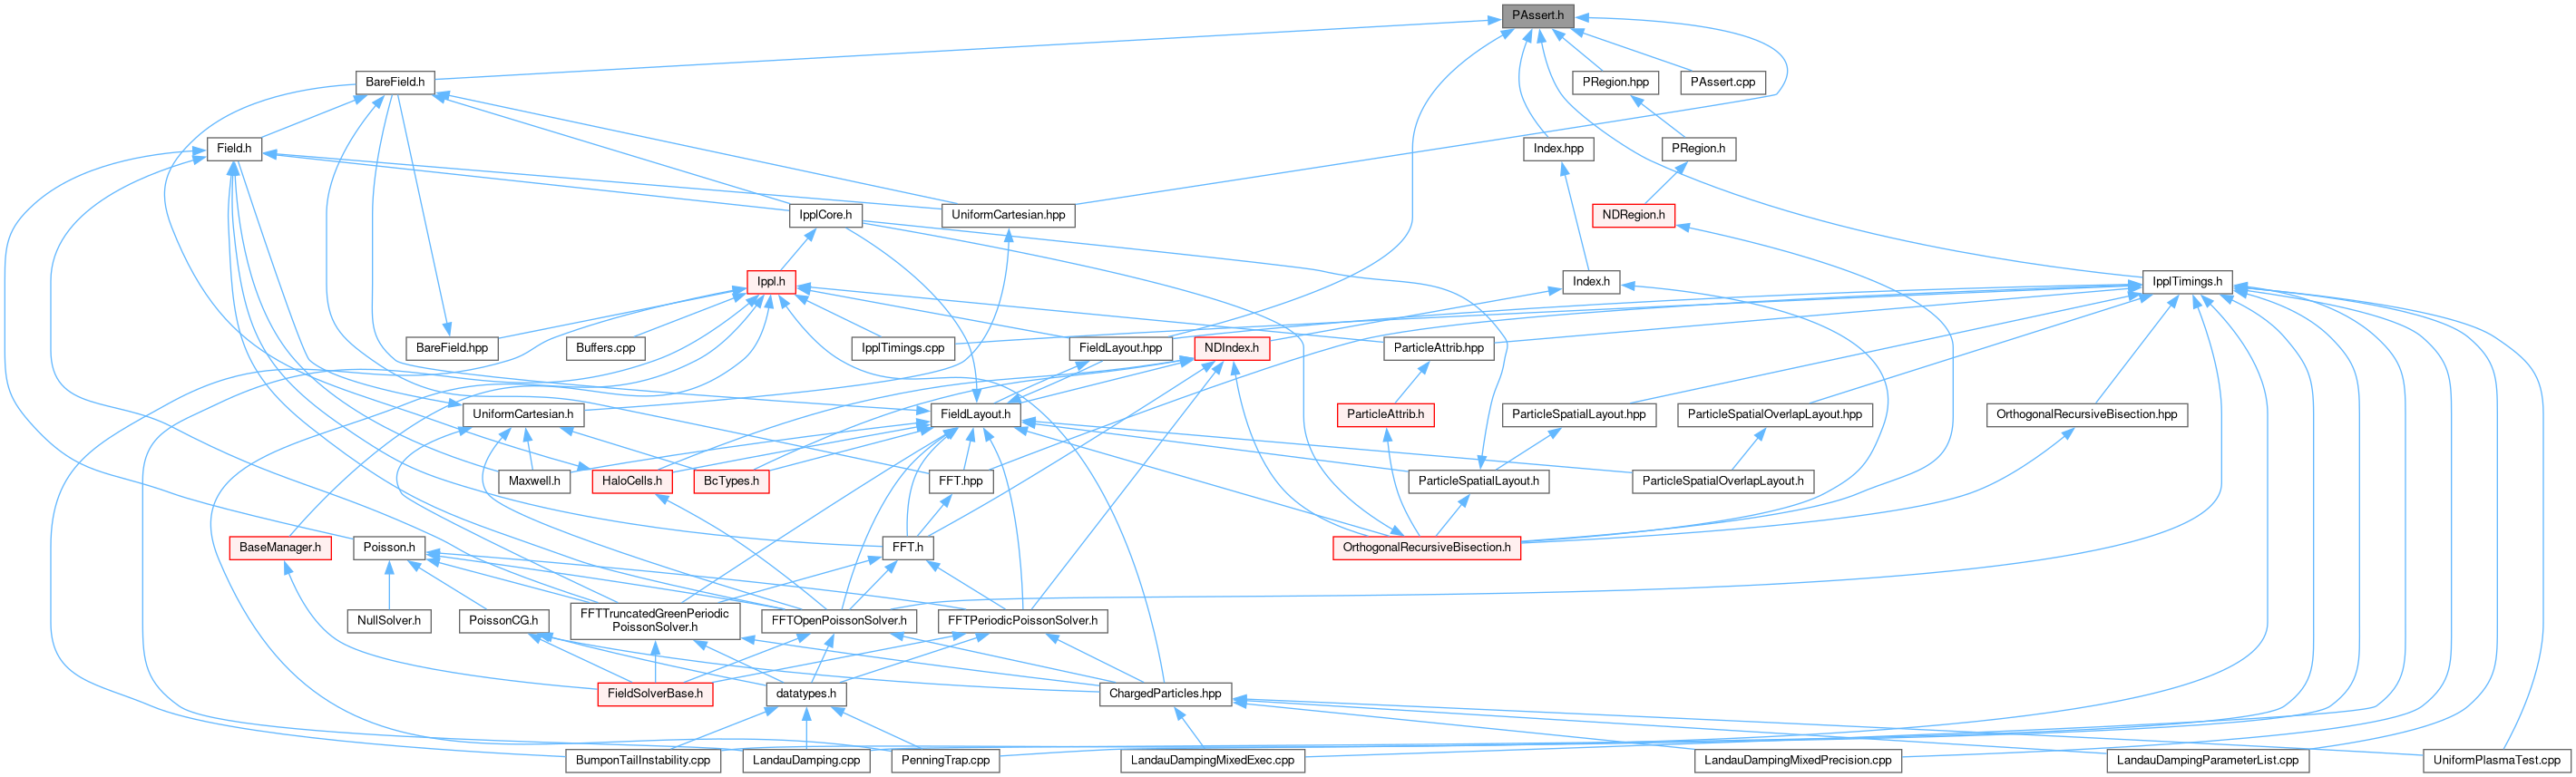 PAssert.h
BareField.h
PRegion.hpp
PAssert.cpp
Field.h
Index.hpp
PRegion.h
IpplCore.h
UniformCartesian.hpp
NDRegion.h
Ippl.h
Index.h
IpplTimings.h
BareField.hpp
Buffers.cpp
IpplTimings.cpp
FieldLayout.hpp
NDIndex.h
ParticleAttrib.hpp
UniformCartesian.h
FieldLayout.h
ParticleAttrib.h
ParticleSpatialLayout.hpp
ParticleSpatialOverlapLayout.hpp
OrthogonalRecursiveBisection.hpp
Maxwell.h
HaloCells.h
BcTypes.h
FFT.hpp
ParticleSpatialLayout.h
ParticleSpatialOverlapLayout.h
BaseManager.h
Poisson.h
FFT.h
OrthogonalRecursiveBisection.h
NullSolver.h
PoissonCG.h
FFTTruncatedGreenPeriodic
PoissonSolver.h
FFTOpenPoissonSolver.h
FFTPeriodicPoissonSolver.h
FieldSolverBase.h
datatypes.h
ChargedParticles.hpp
BumponTailInstability.cpp
LandauDamping.cpp
PenningTrap.cpp
LandauDampingMixedExec.cpp
LandauDampingMixedPrecision.cpp
LandauDampingParameterList.cpp
UniformPlasmaTest.cpp